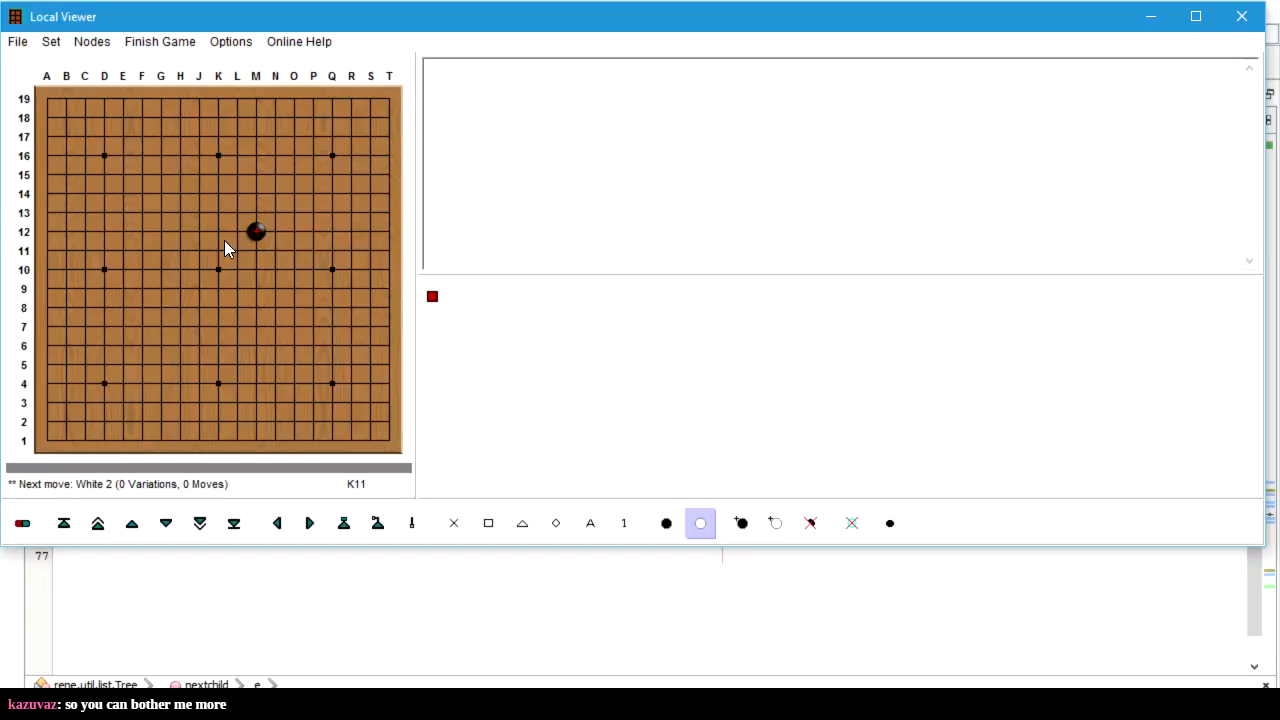 Local Viewer
File Set Nodes Finish Game Options Online Help
A B C D E F G H J K L M N O P Q R S T
19
18
17
16
15
14
13
12
11
10
9
8
7
6
5
4
3
2
1
** Next move: White 2 (0 Variations, 0 Moves) K11
A 1
77
rene.util.list.Tree nextchild e
kazuvaz: so you can bother me more